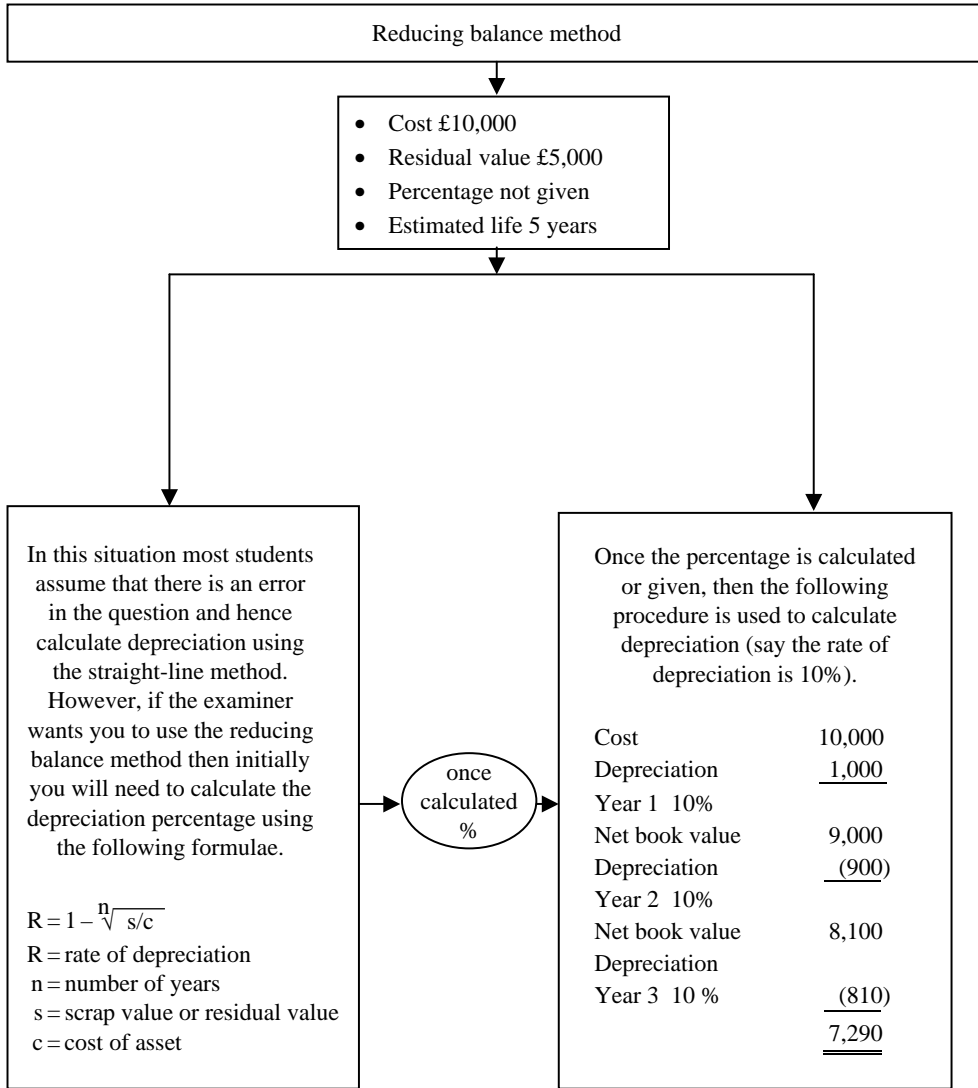 Reducing balance method
• Cost £10,000
• Residual value £5,000
• Percentage not given
• Estimated life 5 years
In this situation most students
assume that there is an error
in the question and hence
calculate depreciation using
the straight-line method.
However, if the examiner
wants you to use the reducing
balance method then initially
you will need to calculate the
depreciation percentage using
the following formulae.
R = 1 – ⁿ√s/c
R = rate of depreciation
n = number of years
s = scrap value or residual value
c = cost of asset
once
calculated
%
Once the percentage is calculated
or given, then the following
procedure is used to calculate
depreciation (say the rate of
depreciation is 10%).
Cost 10,000
Depreciation 1,000
Year 1 10%
Net book value 9,000
Depreciation (900)
Year 2 10%
Net book value 8,100
Depreciation
Year 3 10 % (810)
7,290